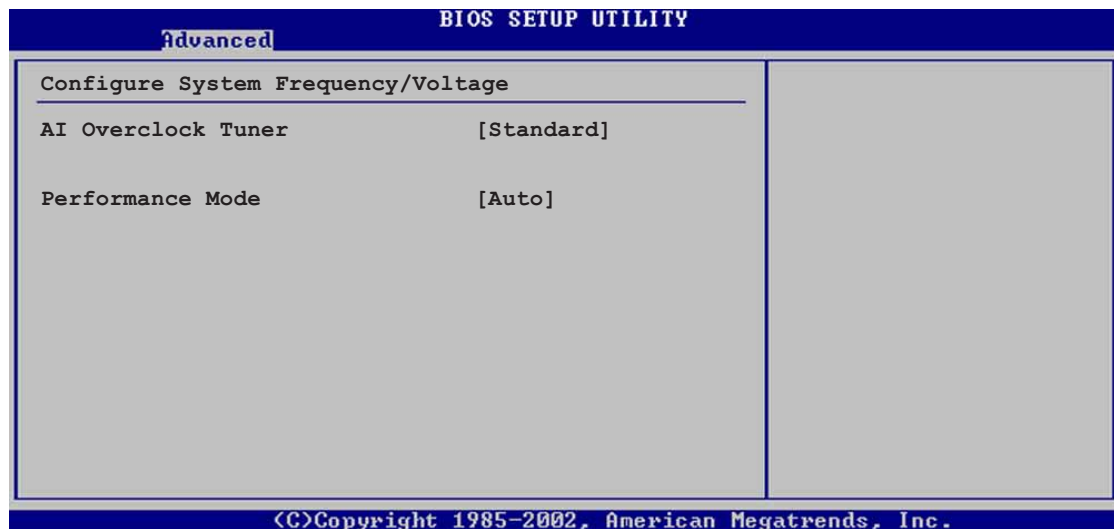 BIOS SETUP UTILITY
Advanced
Configure System Frequency/Voltage
AI Overclock Tuner [Standard]
Performance Mode [Auto]
(C)Copyright 1985-2002, American Megatrends, Inc.